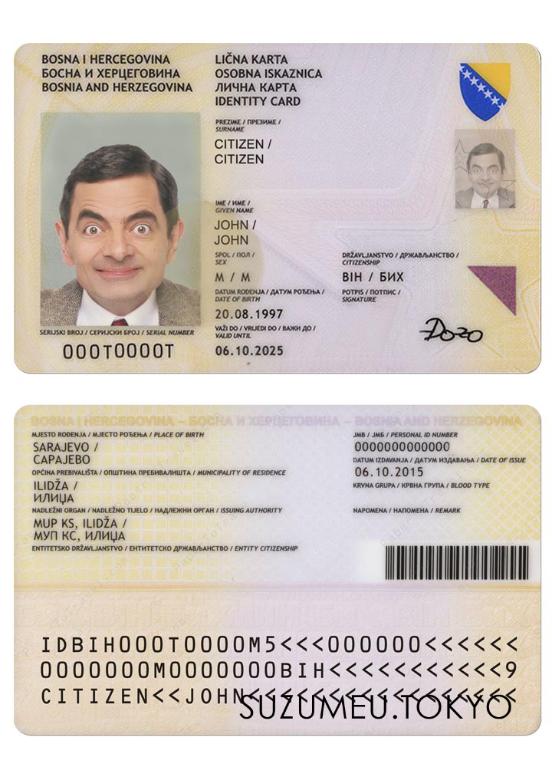 BOSNA I HERCEGOVINA
БОСНА И ХЕРЦЕГОВИНА
BOSNIA AND HERZEGOVINA
LIČNA KARTA
OSOBNA ISKAZNICA
ЛИЧНА КАРТА
IDENTITY CARD
PREZIME / ПРЕЗИМЕ /
SURNAME
CITIZEN /
CITIZEN
IME / ИМЕ /
GIVEN NAME
JOHN /
JOHN
SPOL / ПОЛ /
SEX
M / M
DRŽAVLJANSTVO / ДРЖАВЉАНСТВО /
CITIZENSHIP
BIH / БИХ
DATUM ROĐENJA / ДАТУМ РОЂЕЊА /
DATE OF BIRTH
20.08.1997
POTPIS / ПОТПИС /
SIGNATURE
VAŽI DO / VRIJEDI DO / ВАЖИ ДО /
VALID UNTIL
06.10.2025
SERIJSKI BROJ / СЕРИЈСКИ БРОЈ / SERIAL NUMBER
000T0000T
BOSNA I HERCEGOVINA – БОСНА И ХЕРЦЕГОВИНА – BOSNIA AND HERZEGOVINA
MJESTO ROĐENJA / МЈЕСТО РОЂЕЊА / PLACE OF BIRTH
SARAJEVO /
САРАЈЕВО
OPĆINA PREBIVALIŠTA / ОПШТИНА ПРЕБИВАЛИШТА / MUNICIPALITY OF RESIDENCE
ILIDŽA /
ИЛИЏА
NADLEŽNI ORGAN / NADLEŽNO TIJELO / НАДЛЕЖНИ ОРГАН / ISSUING AUTHORITY
MUP KS, ILIDŽA /
МУП КС, ИЛИЏА
ENTITETSKO DRŽAVLJANSTVO / ЕНТИТЕТСКО ДРЖАВЉАНСТВО / ENTITY CITIZENSHIP
JMB / ЈМБ / PERSONAL ID NUMBER
0000000000000
DATUM IZDAVANJA / ДАТУМ ИЗДАВАЊА / DATE OF ISSUE
06.10.2015
KRVNA GRUPA / КРВНА ГРУПА / BLOOD TYPE
NAPOMENA / НАПОМЕНА / REMARK
IDBIH000T0000M5<<<000000<<<<<<
0000000M0000000BIH<<<<<<<<<<<9
CITIZEN<<JOHN<<<<<<<<<<<<<<<<<
SUZUMEU.TOKYO